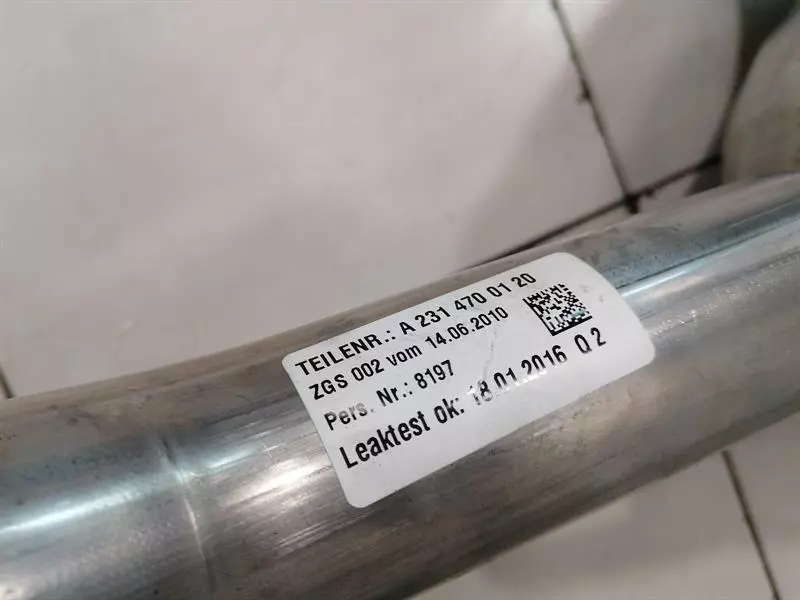 TEILENR.: A 231 470 01 20
ZGS 002 vom 14.06.2010
Pers. Nr.: 8197
Leaktest ok: 18.01.2016 Q 2